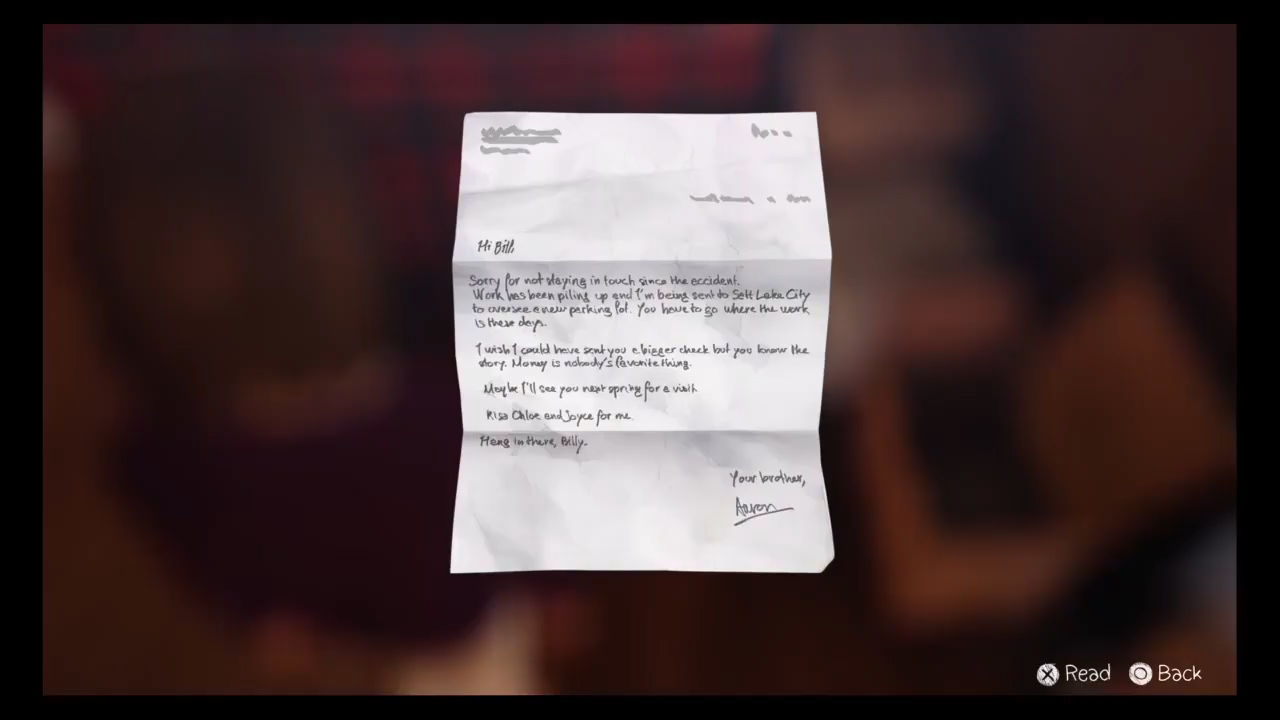 Hi Bill,
Sorry for not staying in touch since the accident.
Work has been piling up and I'm being sent to Salt Lake City
to oversee a new parking lot. You have to go where the work
is these days.
I wish I could have sent you a bigger check but you know the
story. Money is nobody's favorite thing.
Maybe I'll see you next spring for a visit.
Kiss Chloe and Joyce for me.
Hang in there, Billy.
Your brother,
Aaron
Read Back